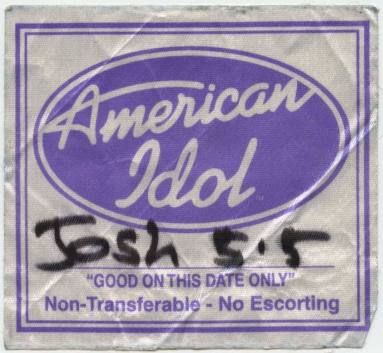 American
Idol
Josh 5.5
"GOOD ON THIS DATE ONLY"
Non-Transferable - No Escorting